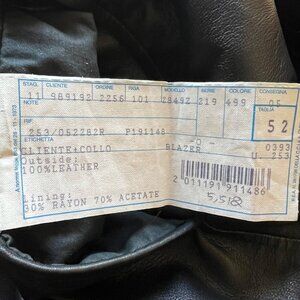 STAG. CLIENTE ORDINE RIGA MODELLO SERIE COLORE CONSEGNA
11 989192 2256 101 Z849Z 219 499 05
NOTE TAGLIA
52
RIF
253/052282R P191148
ETICHETTA
CLIENTE+COLLO BLAZER 0393
Outside: U. 253
100%LEATHER
2 011191 911486
Lining:
30% RAYON 70% ACETATE